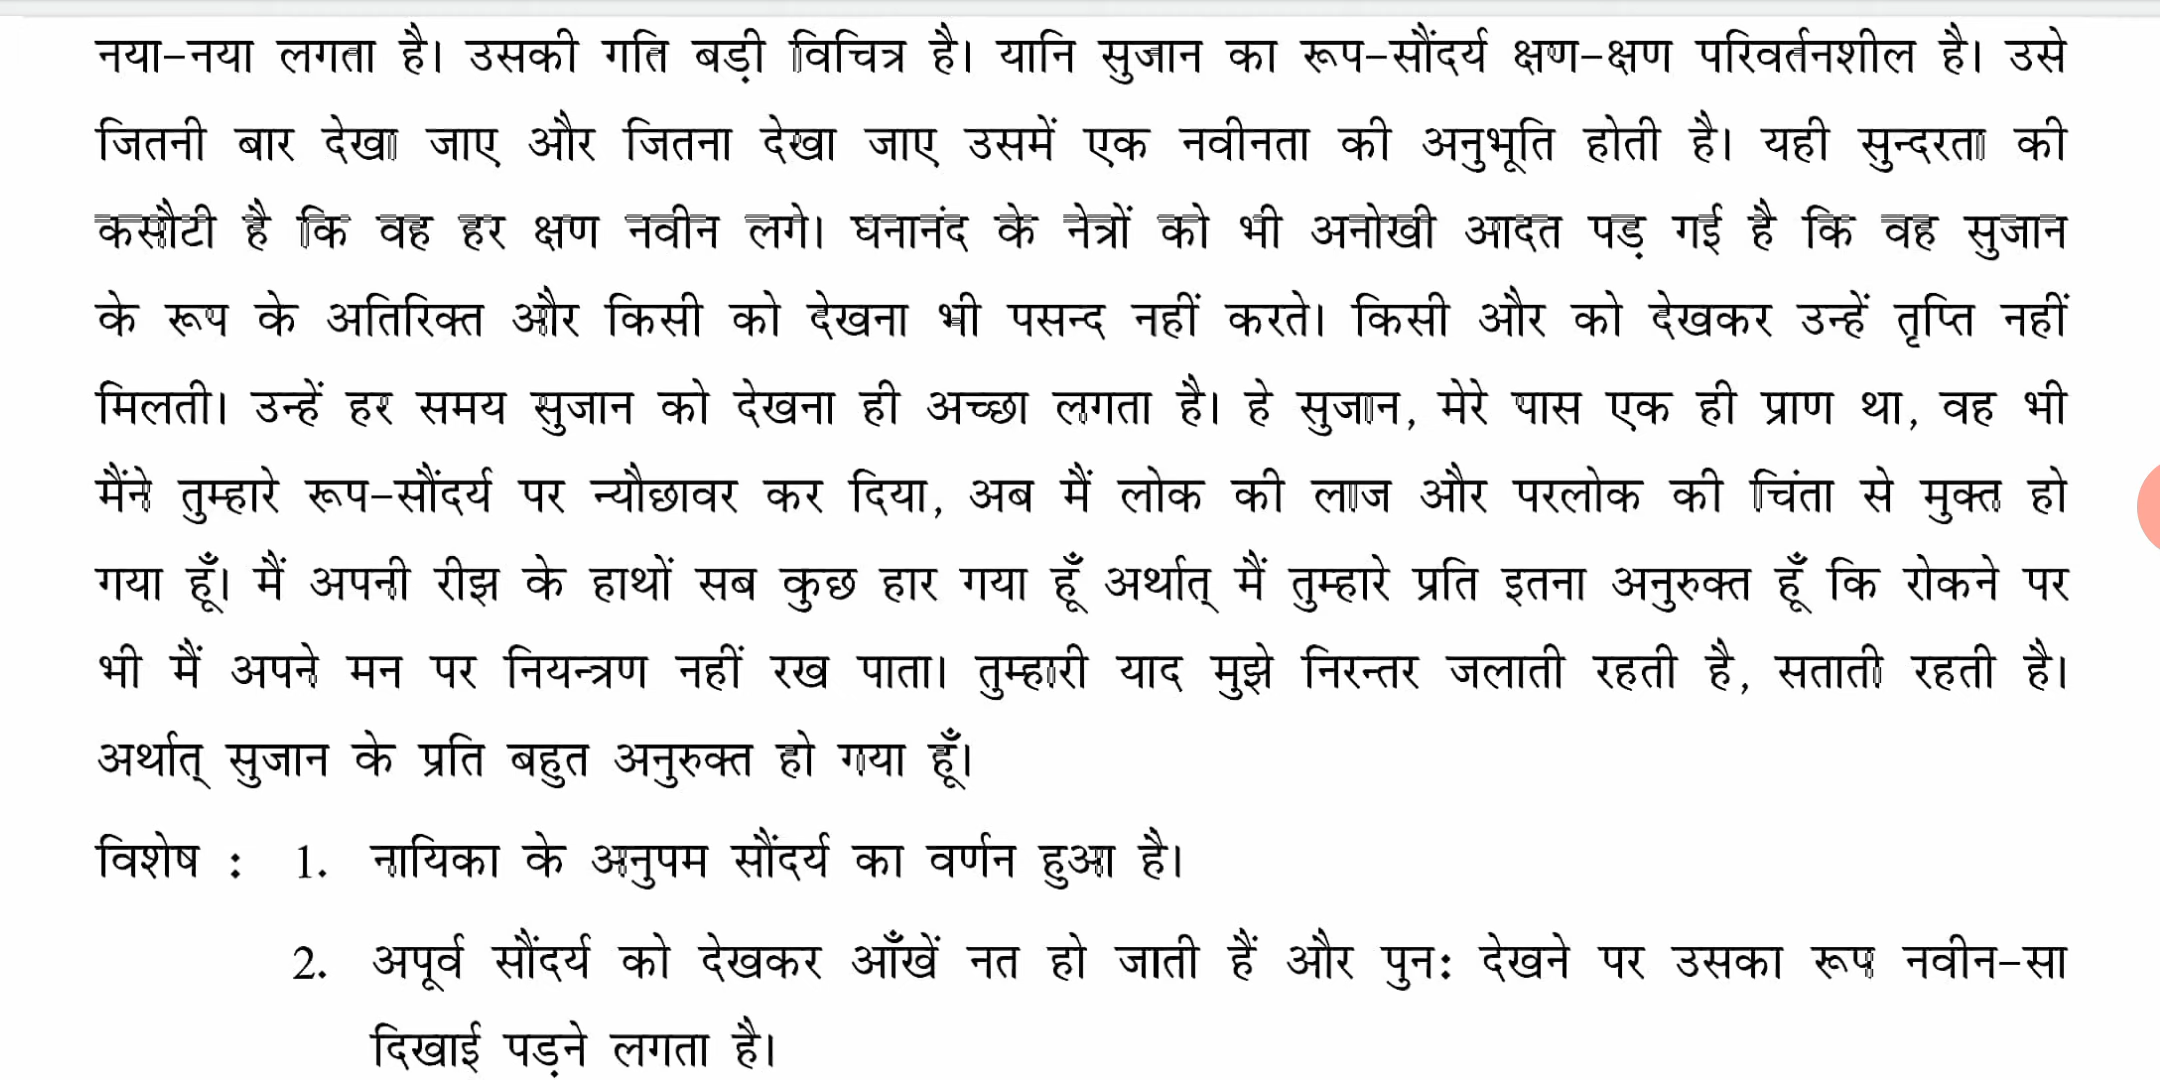 नया-नया लगता है। उसकी गति बड़ी विचित्र है। यानि सुजान का रूप-सौंदर्य क्षण-क्षण परिवर्तनशील है। उसे
जितनी बार देखा जाए और जितना देखा जाए उसमें एक नवीनता की अनुभूति होती है। यही सुन्दरता की
कसौटी है कि वह हर क्षण नवीन लगे। घनानंद के नेत्रों को भी अनोखी आदत पड़ गई है कि वह सुजान
के रूप के अतिरिक्त और किसी को देखना भी पसन्द नहीं करते। किसी और को देखकर उन्हें तृप्ति नहीं
मिलती। उन्हें हर समय सुजान को देखना ही अच्छा लगता है। हे सुजान, मेरे पास एक ही प्राण था, वह भी
मैंने तुम्हारे रूप-सौंदर्य पर न्यौछावर कर दिया, अब मैं लोक की लाज और परलोक की चिंता से मुक्त हो
गया हूँ। मैं अपनी रीझ के हाथों सब कुछ हार गया हूँ अर्थात् मैं तुम्हारे प्रति इतना अनुरुक्त हूँ कि रोकने पर
भी मैं अपने मन पर नियन्त्रण नहीं रख पाता। तुम्हारी याद मुझे निरन्तर जलाती रहती है, सताती रहती है।
अर्थात् सुजान के प्रति बहुत अनुरुक्त हो गया हूँ।
विशेष : 1. नायिका के अनुपम सौंदर्य का वर्णन हुआ है।
2. अपूर्व सौंदर्य को देखकर आँखें नत हो जाती हैं और पुन: देखने पर उसका रूप नवीन-सा
दिखाई पड़ने लगता है।